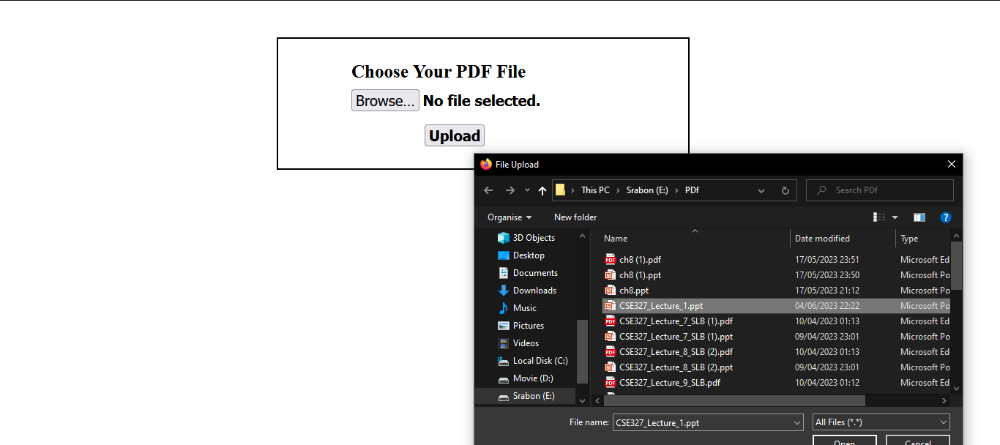 Choose Your PDF File
Browse... No file selected.
Upload
File Upload
This PC > Srabon (E:) > PDf
Search PDf
Organise
New folder
?
3D Objects
Desktop
Documents
Downloads
Music
Pictures
Videos
Local Disk (C:)
Movie (D:)
Srabon (E:)
Name Date modified Type
ch8 (1).pdf 17/05/2023 23:51 Microsoft Ed
ch8 (1).ppt 17/05/2023 23:50 Microsoft Po
ch8.ppt 17/05/2023 21:12 Microsoft Po
CSE327_Lecture_1.ppt 04/06/2023 22:22 Microsoft Po
CSE327_Lecture_7_SLB (1).pdf 10/04/2023 01:13 Microsoft Ed
CSE327_Lecture_7_SLB (1).ppt 09/04/2023 23:01 Microsoft Po
CSE327_Lecture_8_SLB (2).pdf 10/04/2023 01:13 Microsoft Ed
CSE327_Lecture_8_SLB (2).ppt 09/04/2023 23:01 Microsoft Po
CSE327_Lecture_9_SLB.pdf 10/04/2023 01:12 Microsoft Ed
File name: CSE327_Lecture_1.ppt All Files (*.*)
Open Cancel